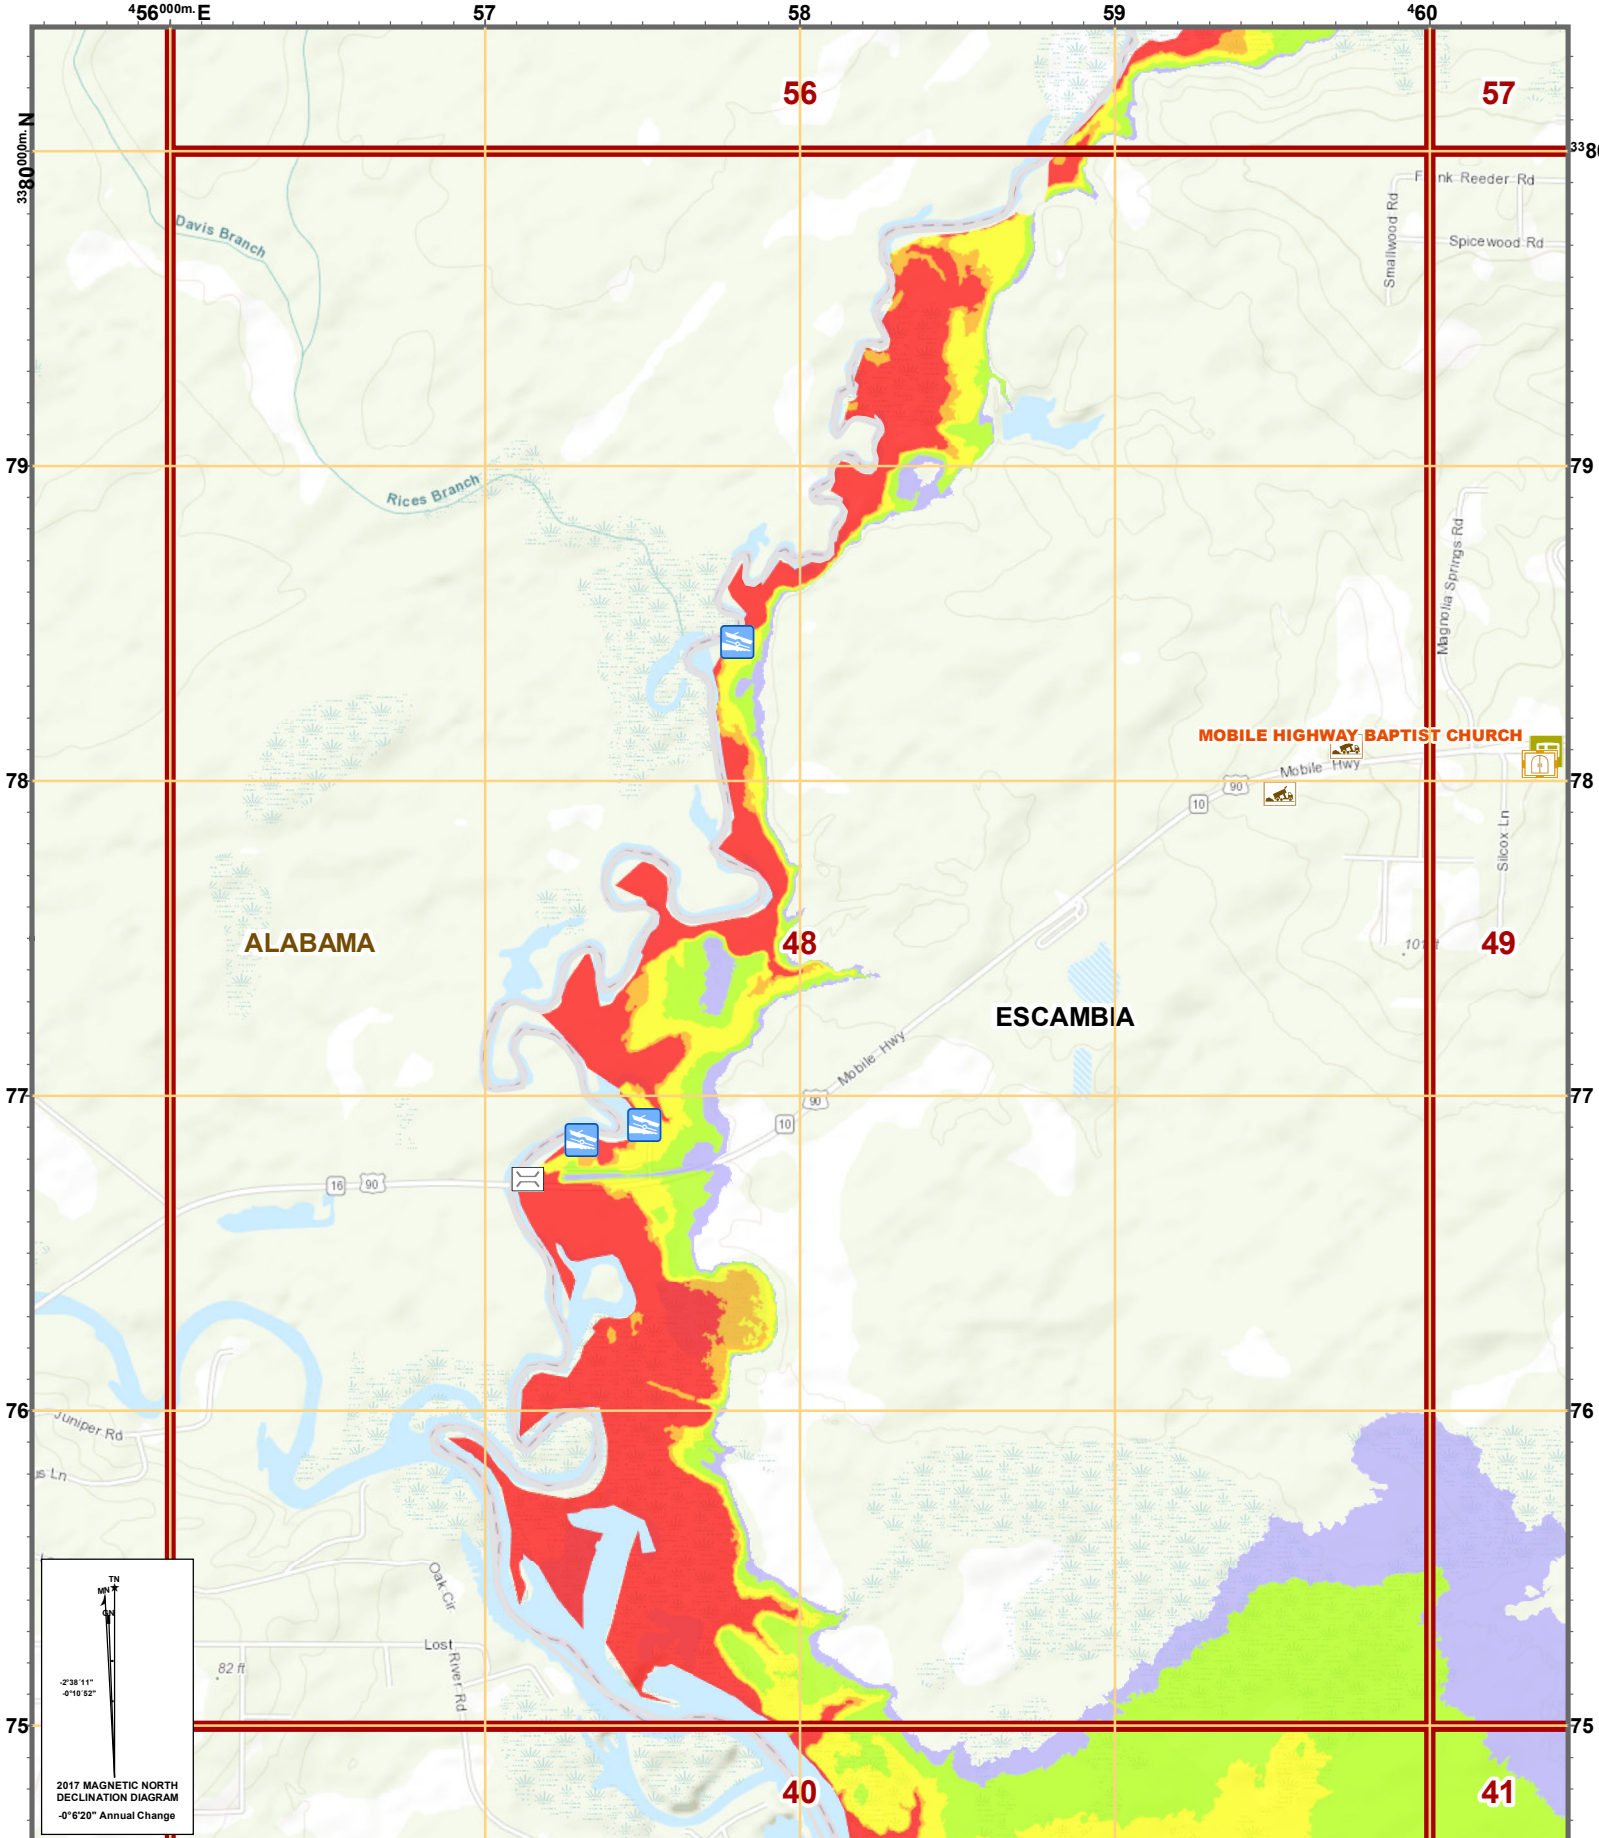 456000m.E 57 58 59 460
56
57
3380000m.N
3380
Frank Reeder Rd
Smallwood Rd
Spicewood Rd
Davis Branch
79
79
Rices Branch
Magnolia Springs Rd
MOBILE HIGHWAY BAPTIST CHURCH
Mobile Hwy
78
78
90
10
Silcox Ln
ALABAMA
48
49
ESCAMBIA
Mobile Hwy
77
77
90
10
16
90
76
76
Juniper Rd
Oak Cir
Lost River Rd
82 ft
TN
MN
GN
-2°38'11"
-0°10'52"
75
75
2017 MAGNETIC NORTH
DECLINATION DIAGRAM
-0°6'20" Annual Change
40
41